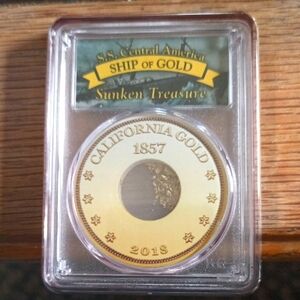 S.S. Central America
SHIP OF GOLD
Sunken Treasure
CALIFORNIA GOLD
1857
2018